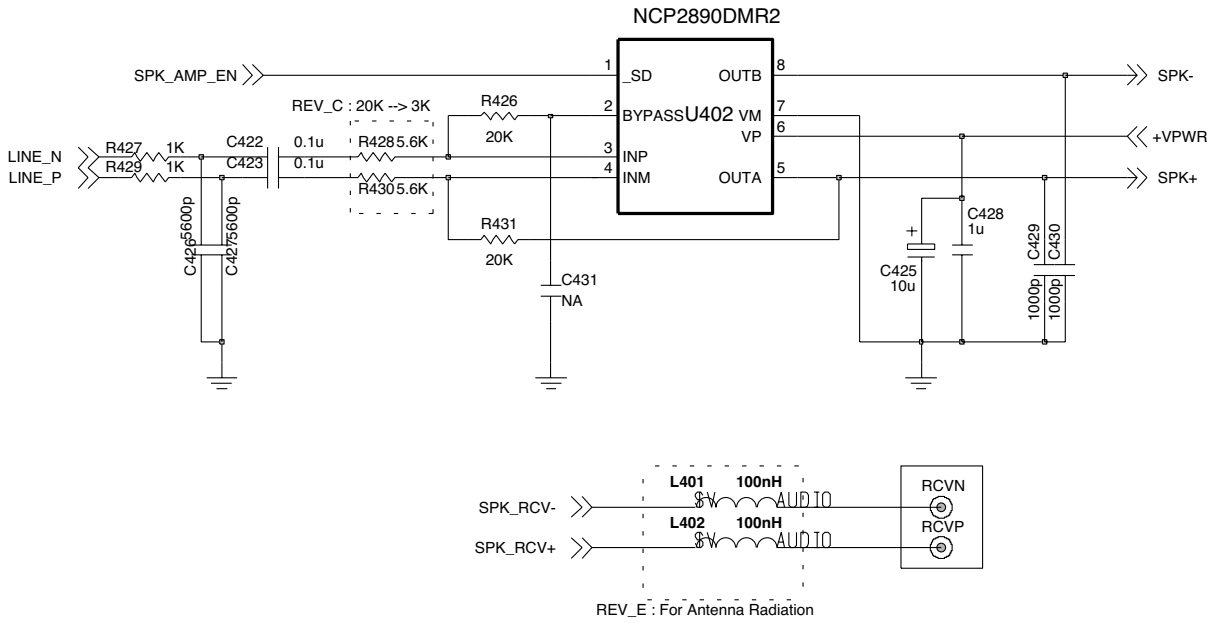 NCP2890DMR2
SPK_AMP_EN
1
_SD
OUTB
8
SPK-
REV_C : 20K --> 3K
R426
20K
2
BYPASS
U402
VM
7
VP
6
+VPWR
LINE_N
R427
1K
C422
0.1u
R428
5.6K
3
INP
LINE_P
R429
1K
C423
0.1u
R430
5.6K
4
INM
OUTA
5
SPK+
C426
5600p
C427
5600p
R431
20K
C431
NA
+
C425
10u
C428
1u
C429
1000p
C430
1000p
SPK_RCV-
L401
100nH
SV
AUDIO
RCVN
SPK_RCV+
L402
100nH
SV
AUDIO
RCVP
REV_E : For Antenna Radiation